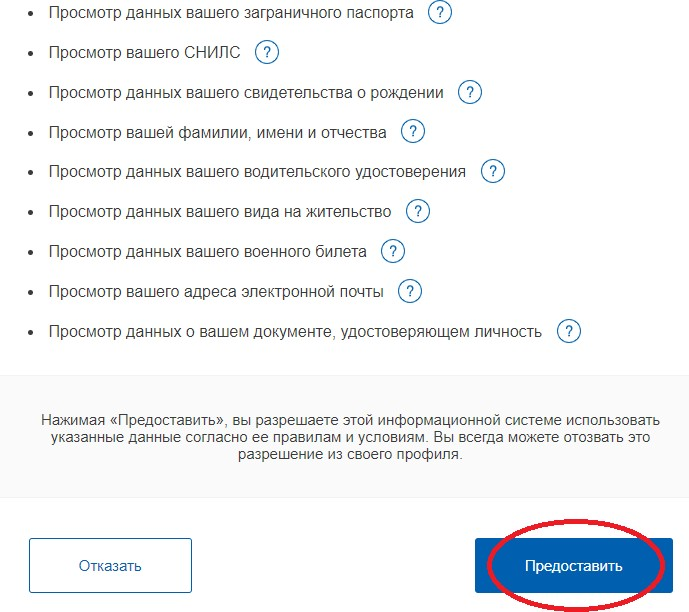 Просмотр данных вашего заграничного паспорта ?
Просмотр вашего СНИЛС ?
Просмотр данных вашего свидетельства о рождении ?
Просмотр вашей фамилии, имени и отчества ?
Просмотр данных вашего водительского удостоверения ?
Просмотр данных вашего вида на жительство ?
Просмотр данных вашего военного билета ?
Просмотр вашего адреса электронной почты ?
Просмотр данных о вашем документе, удостоверяющем личность ?
Нажимая «Предоставить», вы разрешаете этой информационной системе использовать
указанные данные согласно ее правилам и условиям. Вы всегда можете отозвать это
разрешение из своего профиля.
Отказать
Предоставить